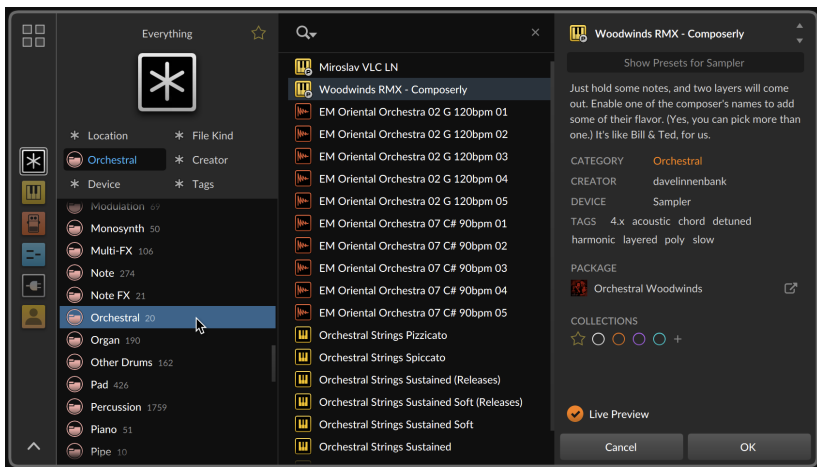 Everything
Location
File Kind
Orchestral
Creator
Device
Tags
Modulation 69
Monosynth 50
Multi-FX 106
Note 274
Note FX 21
Orchestral 20
Organ 190
Other Drums 162
Pad 426
Percussion 1759
Piano 51
Pipe 10
Miroslav VLC LN
Woodwinds RMX - Composerly
EM Oriental Orchestra 02 G 120bpm 01
EM Oriental Orchestra 02 G 120bpm 02
EM Oriental Orchestra 02 G 120bpm 03
EM Oriental Orchestra 02 G 120bpm 04
EM Oriental Orchestra 02 G 120bpm 05
EM Oriental Orchestra 07 C# 90bpm 01
EM Oriental Orchestra 07 C# 90bpm 02
EM Oriental Orchestra 07 C# 90bpm 03
EM Oriental Orchestra 07 C# 90bpm 04
EM Oriental Orchestra 07 C# 90bpm 05
Orchestral Strings Pizzicato
Orchestral Strings Spiccato
Orchestral Strings Sustained (Releases)
Orchestral Strings Sustained Soft (Releases)
Orchestral Strings Sustained Soft
Orchestral Strings Sustained
Woodwinds RMX - Composerly
Show Presets for Sampler
Just hold some notes, and two layers will come
out. Enable one of the composer's names to add
some of their flavor. (Yes, you can pick more than
one.) It's like Bill & Ted, for us.
CATEGORY Orchestral
CREATOR davelinnenbank
DEVICE Sampler
TAGS 4.x acoustic chord detuned
harmonic layered poly slow
PACKAGE
Orchestral Woodwinds
COLLECTIONS
Live Preview
Cancel
OK